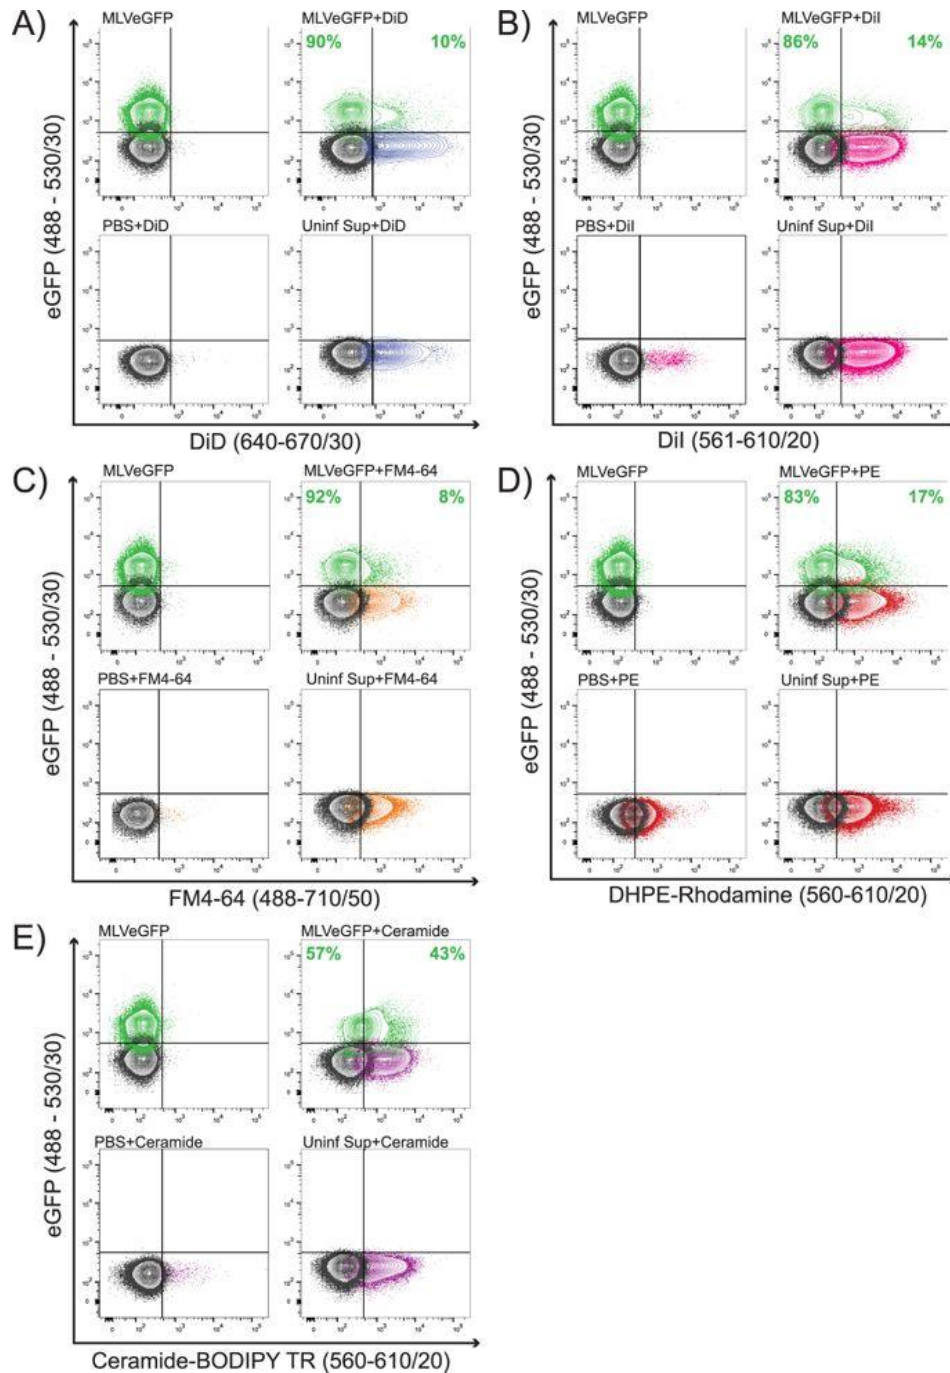 A)
MLVeGFP
MLVeGFP+DiD
90%
10%
PBS+DiD
Uninf Sup+DiD
eGFP (488 - 530/30)
DiD (640-670/30)
B)
MLVeGFP
MLVeGFP+DiI
86%
14%
PBS+DiI
Uninf Sup+DiI
eGFP (488 - 530/30)
DiI (561-610/20)
C)
MLVeGFP
MLVeGFP+FM4-64
92%
8%
PBS+FM4-64
Uninf Sup+FM4-64
eGFP (488 - 530/30)
FM4-64 (488-710/50)
D)
MLVeGFP
MLVeGFP+PE
83%
17%
PBS+PE
Uninf Sup+PE
eGFP (488 - 530/30)
DHPE-Rhodamine (560-610/20)
E)
MLVeGFP
MLVeGFP+Ceramide
57%
43%
PBS+Ceramide
Uninf Sup+Ceramide
eGFP (488 - 530/30)
Ceramide-BODIPY TR (560-610/20)